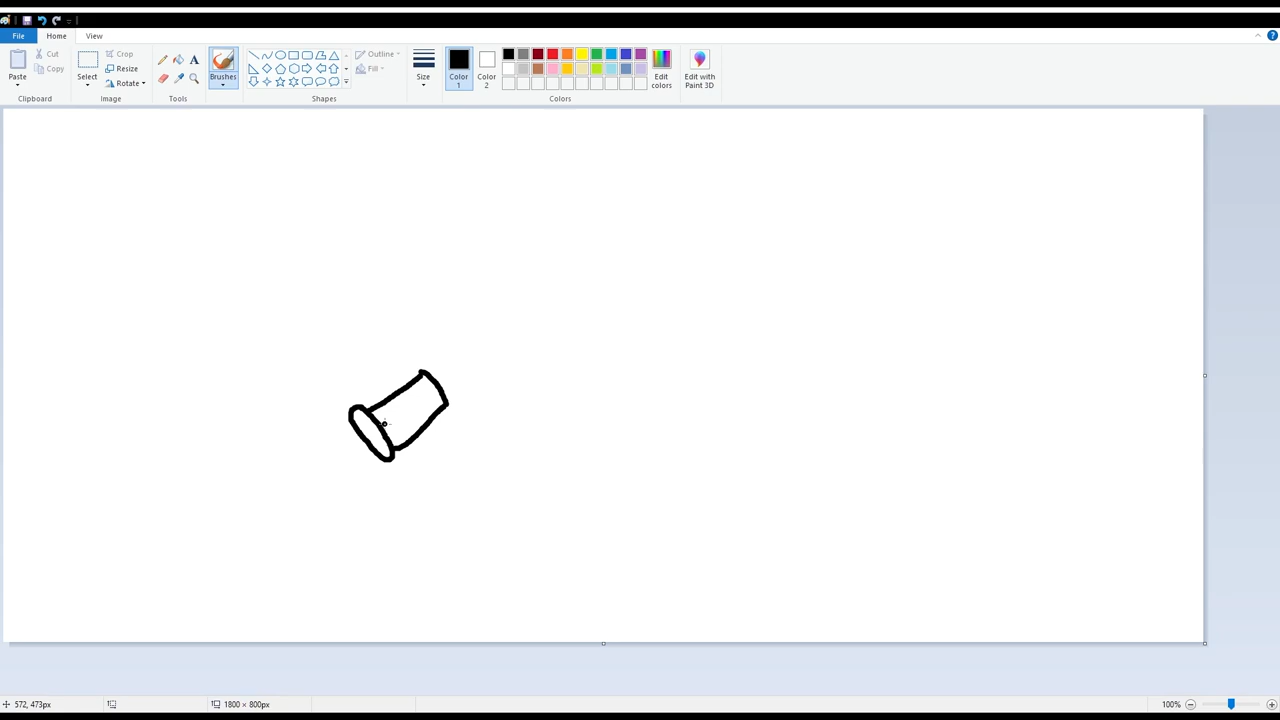 File Home View
Paste
Cut
Copy
Clipboard
Select
Crop
Resize
Rotate
Image
A
Tools
Brushes
Outline
Fill
Shapes
Size
Color
1
Color
2
Edit
colors
Colors
Edit with
Paint 3D
572, 473px 1800 × 800px 100%